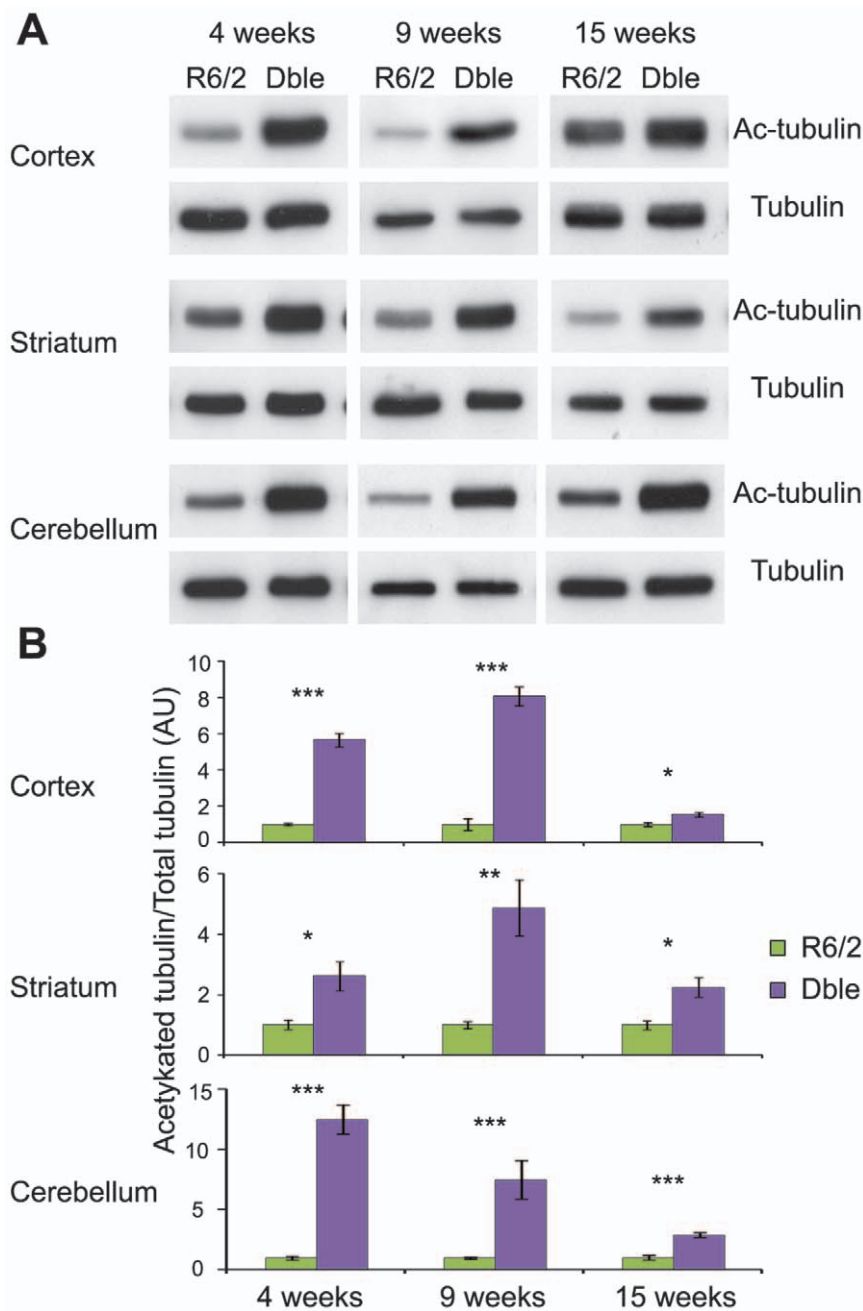 A
4 weeks 9 weeks 15 weeks
R6/2 Dble R6/2 Dble R6/2 Dble
Cortex
Ac-tubulin
Tubulin
Striatum
Ac-tubulin
Tubulin
Cerebellum
Ac-tubulin
Tubulin
B
Acetykated tubulin/Total tubulin (AU)
Cortex
10
8
6
4
2
0
*** *** *
Striatum
6
4
2
0
* ** *
R6/2
Dble
Cerebellum
15
10
5
0
*** *** ***
4 weeks 9 weeks 15 weeks